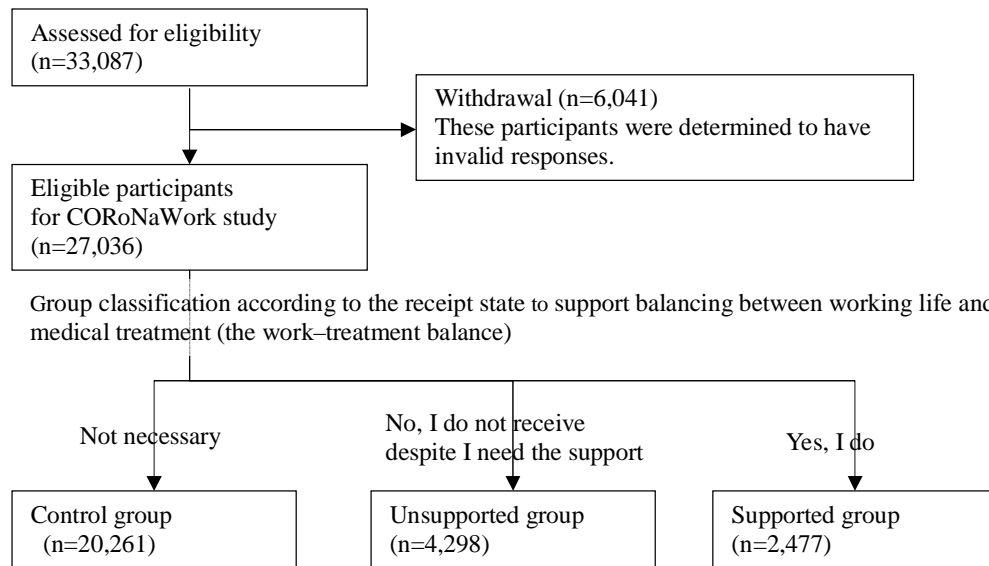 Assessed for eligibility
(n=33,087)
Withdrawal (n=6,041)
These participants were determined to have
invalid responses.
Eligible participants
for CORoNaWork study
(n=27,036)
Group classification according to the receipt state to support balancing between working life and
medical treatment (the work–treatment balance)
Not necessary
No, I do not receive
despite I need the support
Yes, I do
Control group
(n=20,261)
Unsupported group
(n=4,298)
Supported group
(n=2,477)